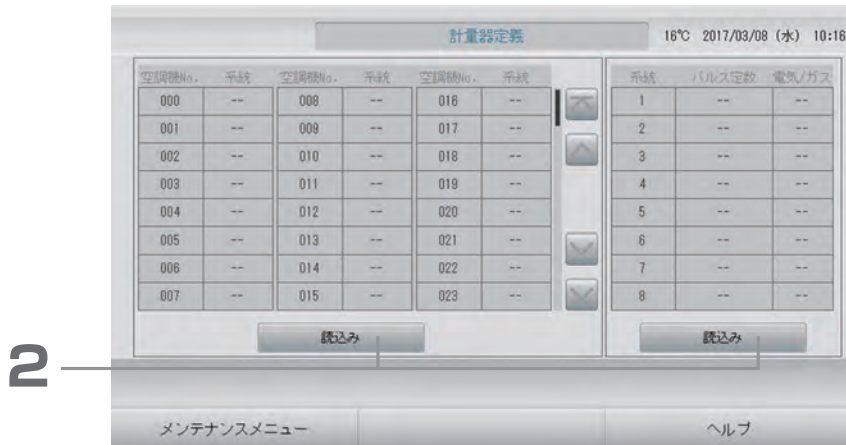 計量器定義 16℃ 2017/03/08 (水) 10:16
空調機No. 系統 空調機No. 系統 空調機No. 系統 系統 パルス定数 電気/ガス
000 -- 008 -- 016 -- 1 -- --
001 -- 009 -- 017 -- 2 -- --
002 -- 010 -- 018 -- 3 -- --
003 -- 011 -- 019 -- 4 -- --
004 -- 012 -- 020 -- 5 -- --
005 -- 013 -- 021 -- 6 -- --
006 -- 014 -- 022 -- 7 -- --
007 -- 015 -- 023 -- 8 -- --
読込み 読込み
2
メンテナンスメニュー ヘルプ